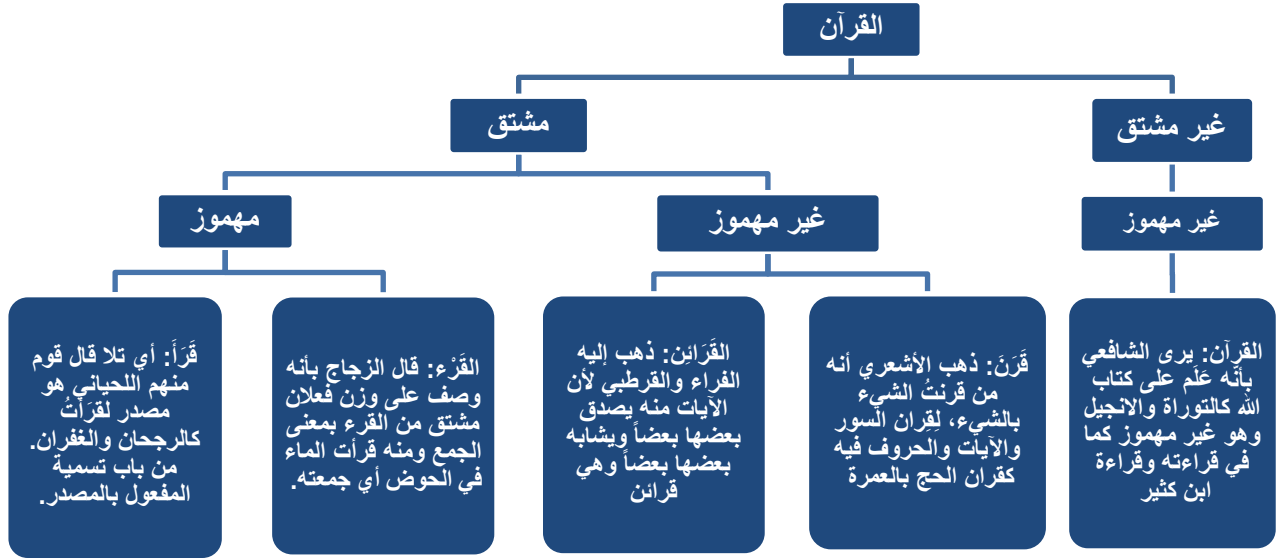 القرآن
غير مشتق
مشتق
غير مهموز
غير مهموز
مهموز
القرآن: يرى الشافعي
بأنّه عَلَم على كتاب
الله كالتوراة والانجيل
وهو غير مهموز كما
في قراءته وقراءة
ابن كثير
قَرَنَ: ذهب الأشعري أنه
من قرنتُ الشيء
بالشيء، لِقِران السور
والآيات والحروف فيه
كقران الحج بالعمرة
القَرَائِن: ذهب إليه
الفراء والقرطبي لأن
الآيات منه يصدق
بعضها بعضاً ويشابه
بعضها بعضاً وهي
قرائن
القَرْء: قال الزجاج بأنه
وصف على وزن فعلان
مشتق من القرء بمعنى
الجمع ومنه قرأت الماء
في الحوض أي جمعته.
قَرَأَ: أي تلا قال قوم
منهم اللحياني هو
مصدر لقرَأتُ
كالرجحان والغفران.
من باب تسمية
المفعول بالمصدر.